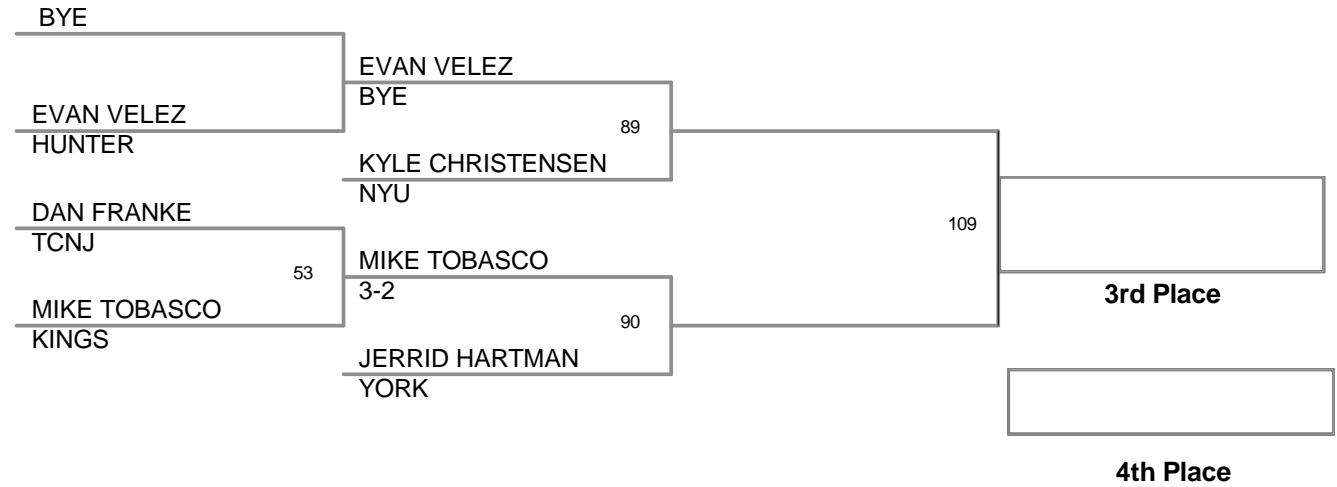 BYE
EVAN VELEZ
HUNTER
DAN FRANKE
TCNJ
53
MIKE TOBASCO
KINGS
EVAN VELEZ
BYE
89
KYLE CHRISTENSEN
NYU
MIKE TOBASCO
3-2
90
JERRID HARTMAN
YORK
109
3rd Place
4th Place